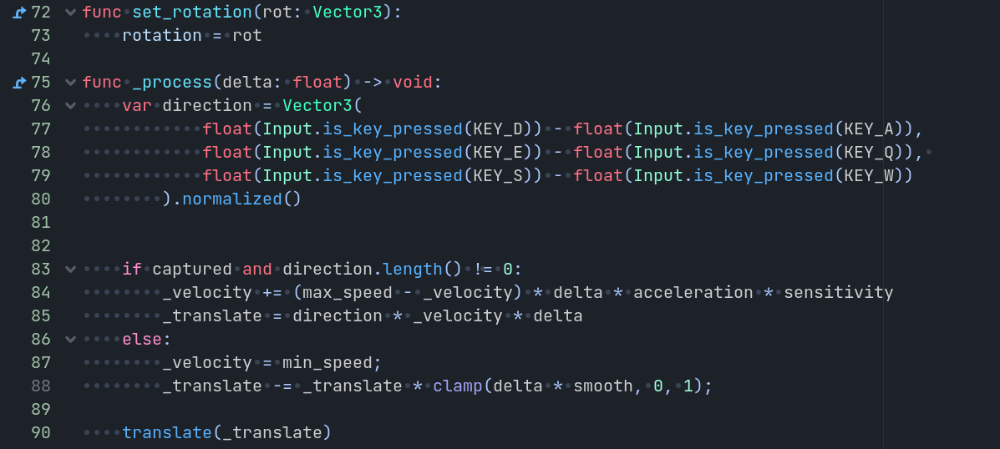 72 func set_rotation(rot: Vector3):
73     rotation = rot
74
75 func _process(delta: float) -> void:
76     var direction = Vector3(
77             float(Input.is_key_pressed(KEY_D)) - float(Input.is_key_pressed(KEY_A)),
78             float(Input.is_key_pressed(KEY_E)) - float(Input.is_key_pressed(KEY_Q)),
79             float(Input.is_key_pressed(KEY_S)) - float(Input.is_key_pressed(KEY_W))
80         ).normalized()
81
82
83     if captured and direction.length() != 0:
84         _velocity += (max_speed - _velocity) * delta * acceleration * sensitivity
85         _translate = direction * _velocity * delta
86     else:
87         _velocity = min_speed;
88         _translate -= _translate * clamp(delta * smooth, 0, 1);
89
90     translate(_translate)